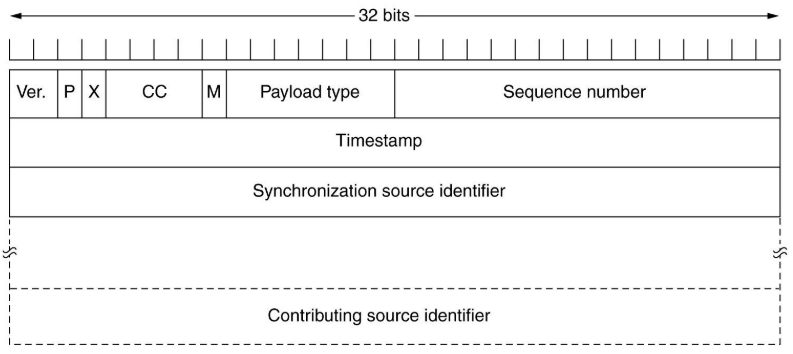 32 bits
Ver. P X CC M Payload type Sequence number
Timestamp
Synchronization source identifier
Contributing source identifier